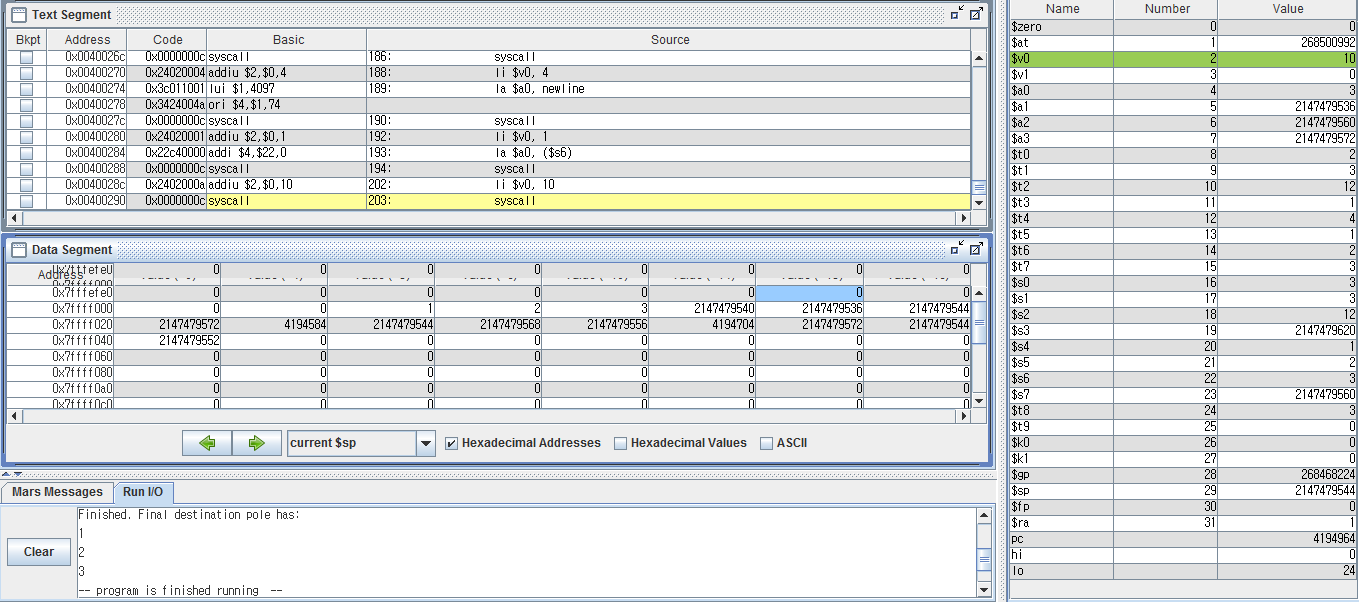 Text Segment
Bkpt Address Code Basic Source
0x0040026c 0x0000000c syscall 186: syscall
0x00400270 0x24020004 addiu $2,$0,4 188: li $v0, 4
0x00400274 0x3c011001 lui $1,4097 189: la $a0, newline
0x00400278 0x3424004a ori $4,$1,74
0x0040027c 0x0000000c syscall 190: syscall
0x00400280 0x24020001 addiu $2,$0,1 192: li $v0, 1
0x00400284 0x22c40000 addi $4,$22,0 193: la $a0, ($s6)
0x00400288 0x0000000c syscall 194: syscall
0x0040028c 0x2402000a addiu $2,$0,10 202: li $v0, 10
0x00400290 0x0000000c syscall 203: syscall
Data Segment
Address
0x7fffefe0 0 0 0 0 0 0 0 0
0x7fffefe0 0 0 0 0 0 0 0 0
0x7ffff000 0 0 1 2 3 2147479540 2147479536 2147479544
0x7ffff020 2147479572 4194584 2147479544 2147479568 2147479556 4194704 2147479572 2147479544
0x7ffff040 2147479552 0 0 0 0 0 0 0
0x7ffff060 0 0 0 0 0 0 0 0
0x7ffff080 0 0 0 0 0 0 0 0
0x7ffff0a0 0 0 0 0 0 0 0 0
0x7ffff0c0 0 0 0 0 0 0 0 0
current $sp Hexadecimal Addresses Hexadecimal Values ASCII
Mars Messages Run I/O
Clear
Finished. Final destination pole has:
1
2
3
-- program is finished running --
Name Number Value
$zero 0 0
$at 1 268500992
$v0 2 10
$v1 3 0
$a0 4 3
$a1 5 2147479536
$a2 6 2147479560
$a3 7 2147479572
$t0 8 2
$t1 9 3
$t2 10 12
$t3 11 1
$t4 12 4
$t5 13 1
$t6 14 2
$t7 15 3
$s0 16 3
$s1 17 3
$s2 18 12
$s3 19 2147479620
$s4 20 1
$s5 21 2
$s6 22 3
$s7 23 2147479560
$t8 24 3
$t9 25 0
$k0 26 0
$k1 27 0
$gp 28 268468224
$sp 29 2147479544
$fp 30 0
$ra 31 1
pc 4194964
hi 0
lo 24